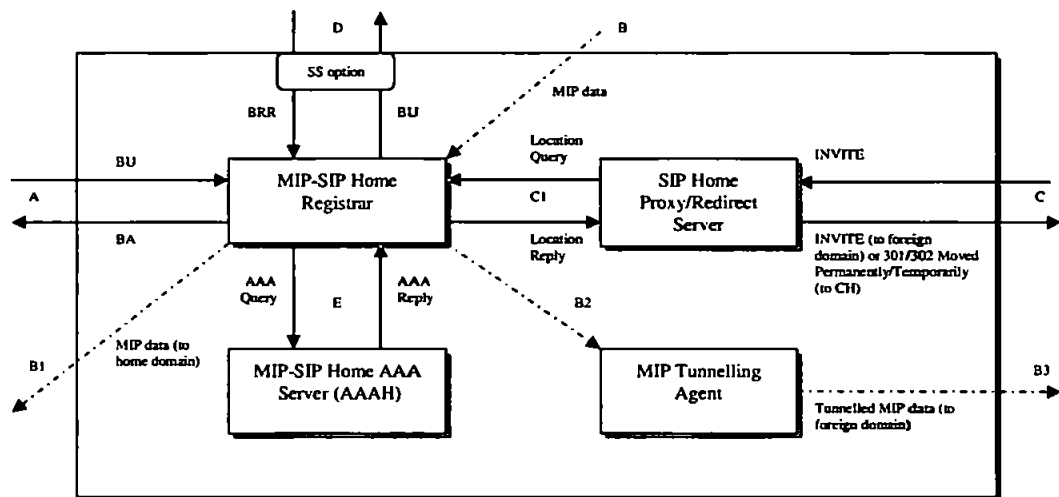 D
B
SS option
MIP data
BRR
BU
Location
Query
INVITE
BU
MIP-SIP Home
Registrar
SIP Home
Proxy/Redirect
Server
A
C1
C
BA
Location
Reply
INVITE (to foreign
domain) or 301/302 Moved
Permanently/Temporarily
(to CH)
AAA
Query
E
AAA
Reply
B2
B1
MIP data (to
home domain)
MIP-SIP Home AAA
Server (AAAH)
MIP Tunnelling
Agent
B3
Tunnelled MIP data (to
foreign domain)